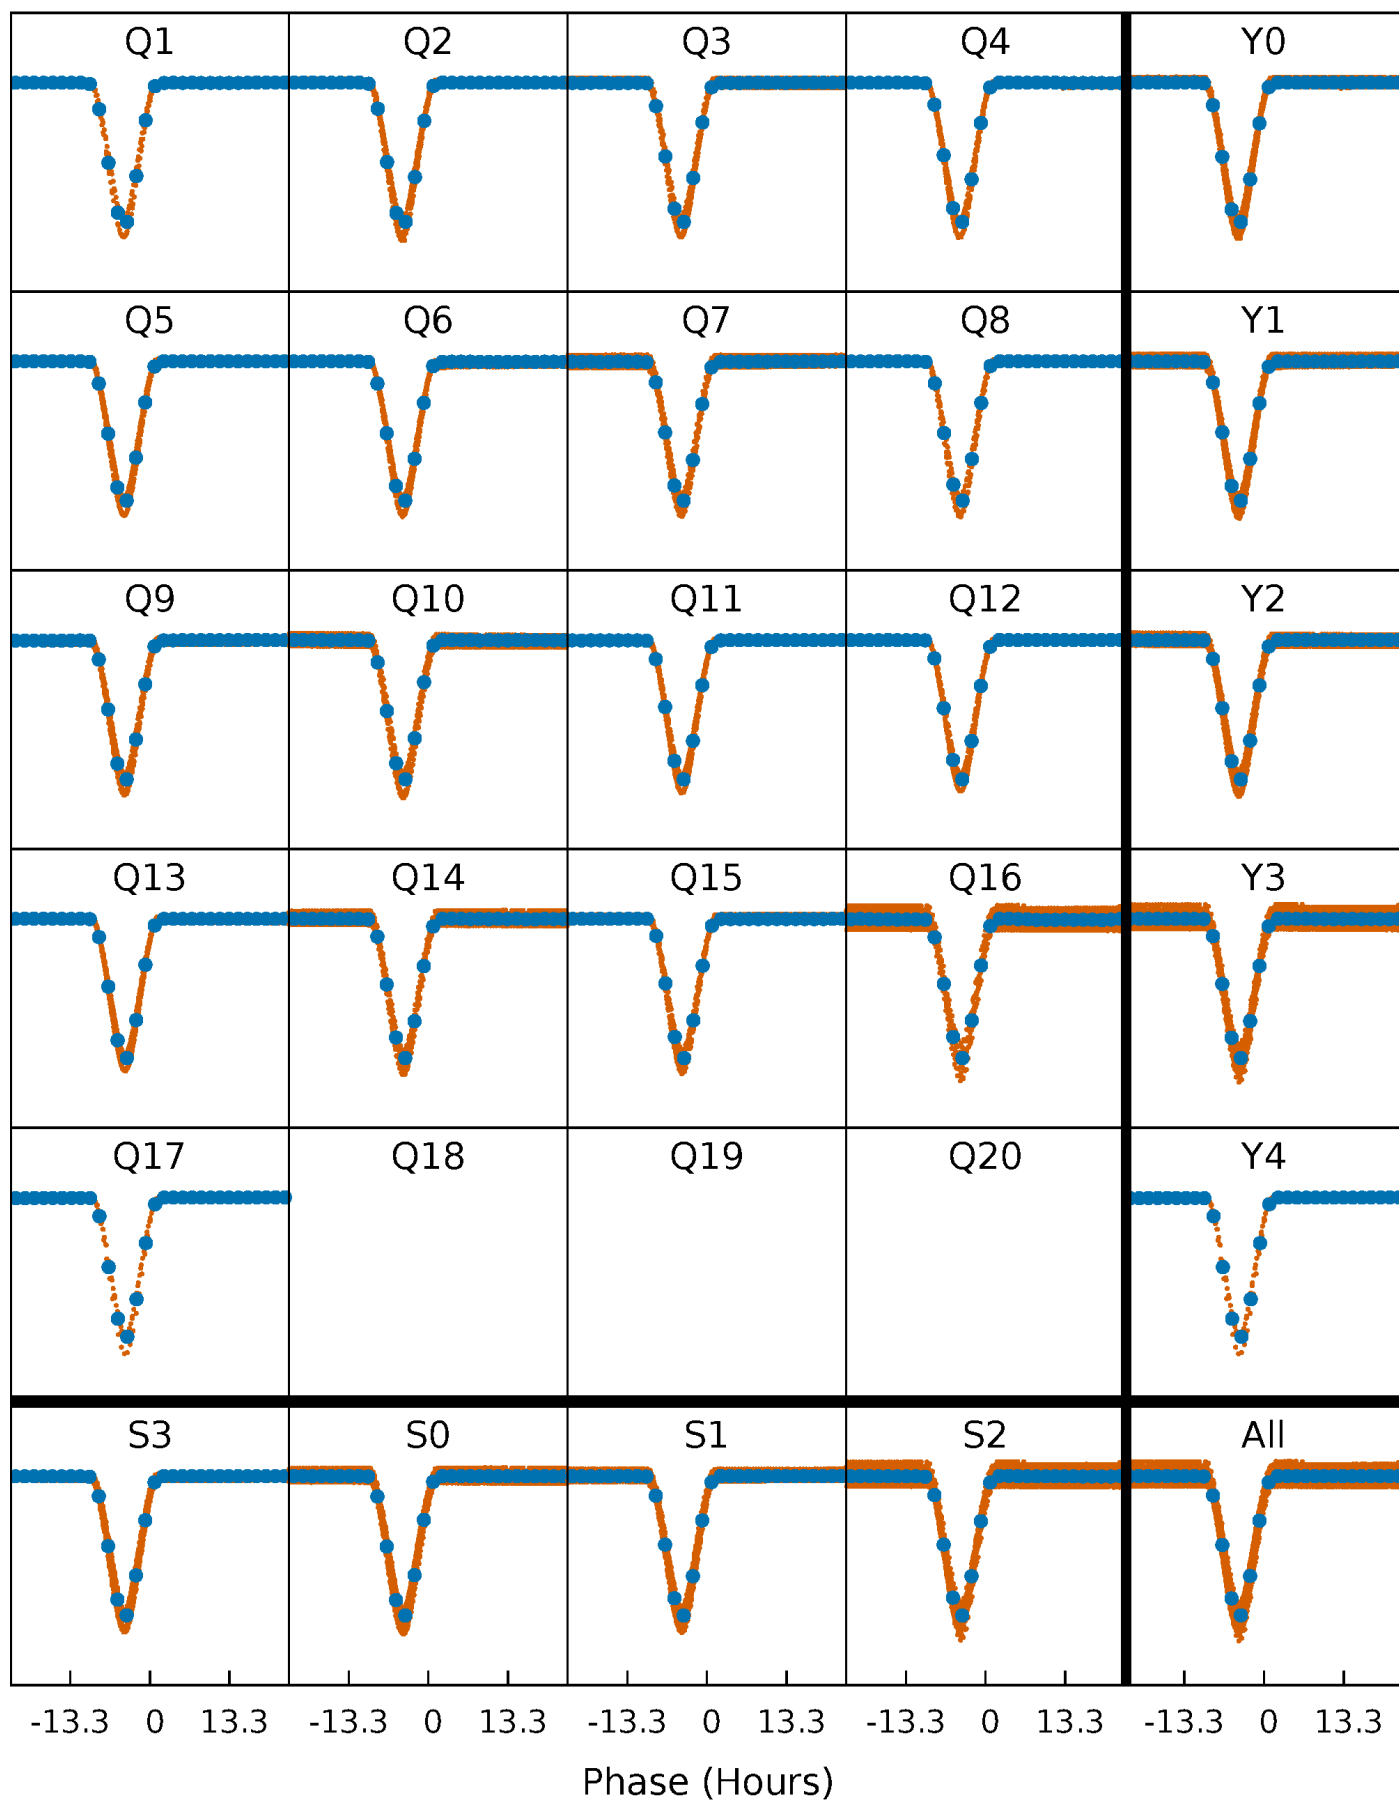 Q1 Q2 Q3 Q4 Y0
Q5 Q6 Q7 Q8 Y1
Q9 Q10 Q11 Q12 Y2
Q13 Q14 Q15 Q16 Y3
Q17 Q18 Q19 Q20 Y4
S3 S0 S1 S2 All
-13.3 0 13.3 -13.3 0 13.3 -13.3 0 13.3 -13.3 0 13.3 -13.3 0 13.3
Phase (Hours)